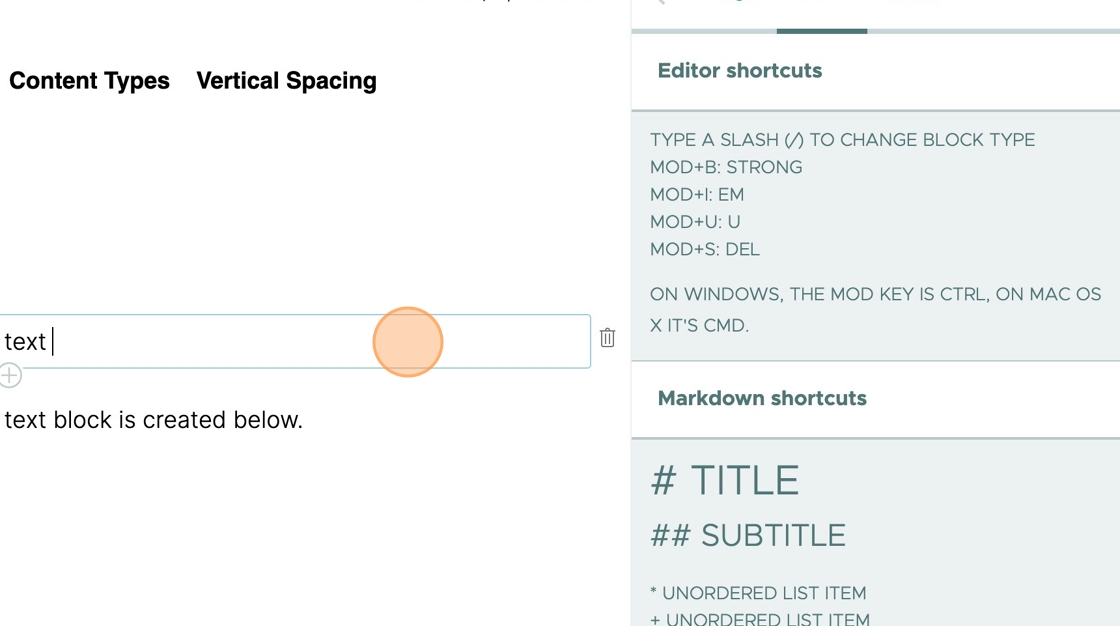 Content Types Vertical Spacing
text
text block is created below.
Editor shortcuts
TYPE A SLASH (/) TO CHANGE BLOCK TYPE
MOD+B: STRONG
MOD+I: EM
MOD+U: U
MOD+S: DEL
ON WINDOWS, THE MOD KEY IS CTRL, ON MAC OS
X IT'S CMD.
Markdown shortcuts
# TITLE
## SUBTITLE
* UNORDERED LIST ITEM
+ UNORDERED LIST ITEM